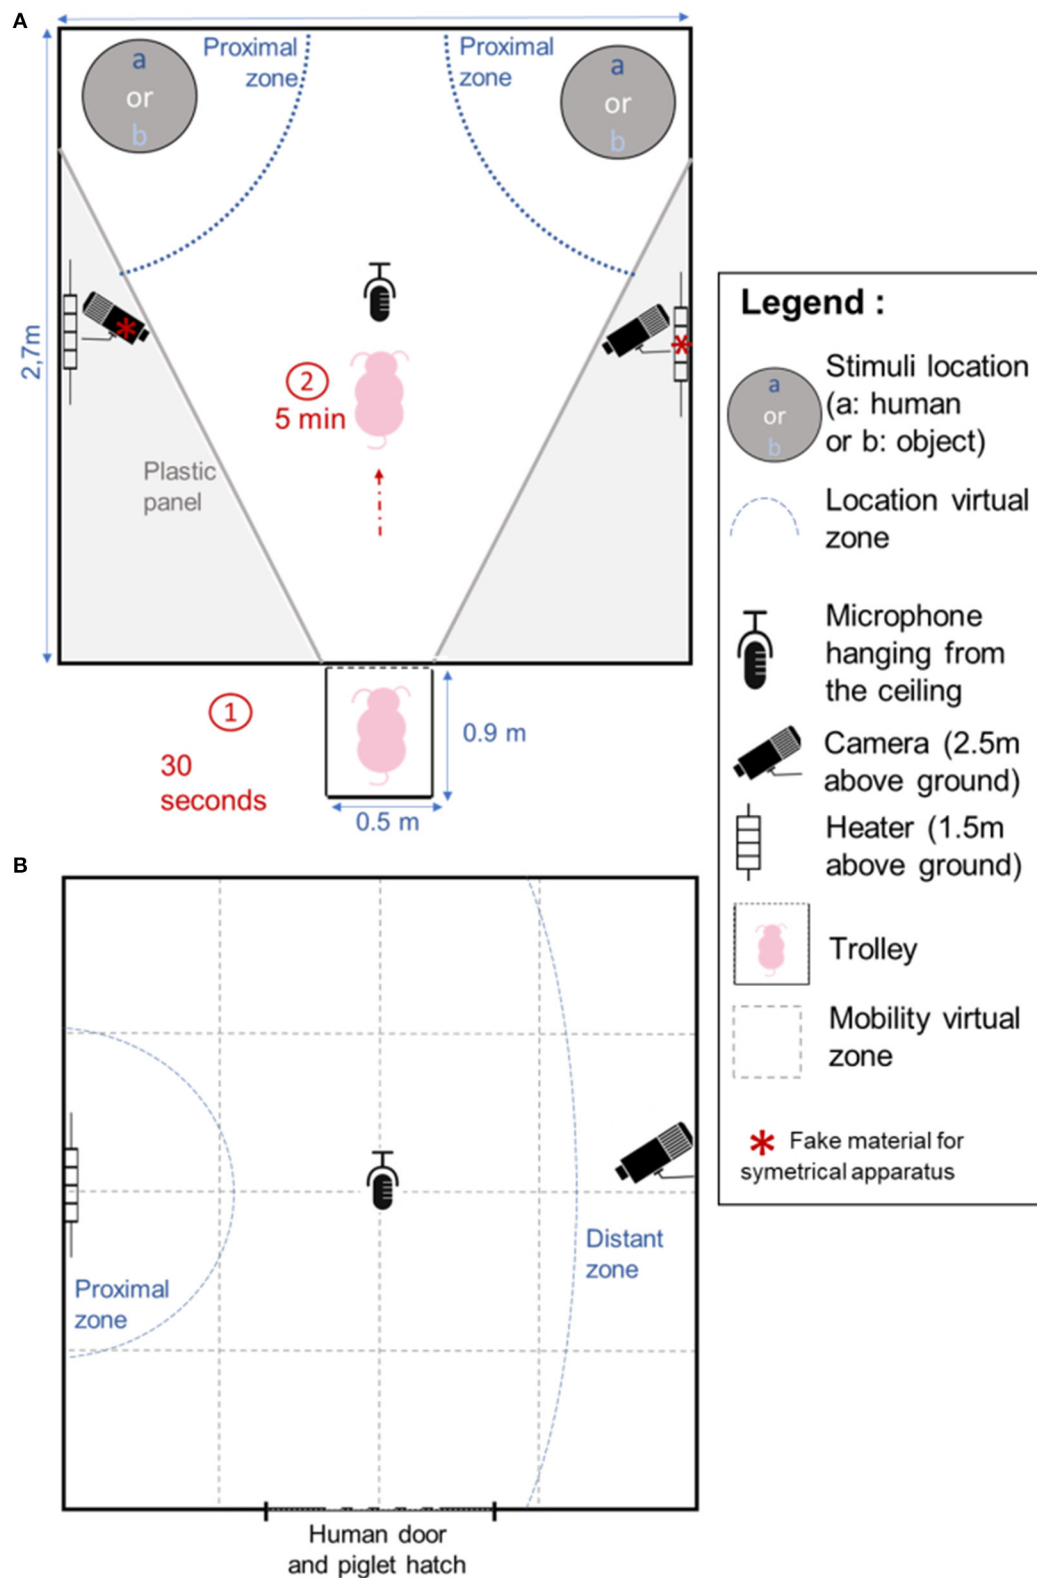 A
Proximal
zone
Proximal
zone
a
or
b
a
or
b
2,7m
2
5 min
Plastic
panel
1
30
seconds
0.9 m
0.5 m
Legend :
a
or
b
Stimuli location
(a: human
or b: object)
Location virtual
zone
Microphone
hanging from
the ceiling
Camera (2.5m
above ground)
Heater (1.5m
above ground)
Trolley
Mobility virtual
zone
* Fake material for
symetrical apparatus
B
Proximal
zone
Distant
zone
Human door
and piglet hatch